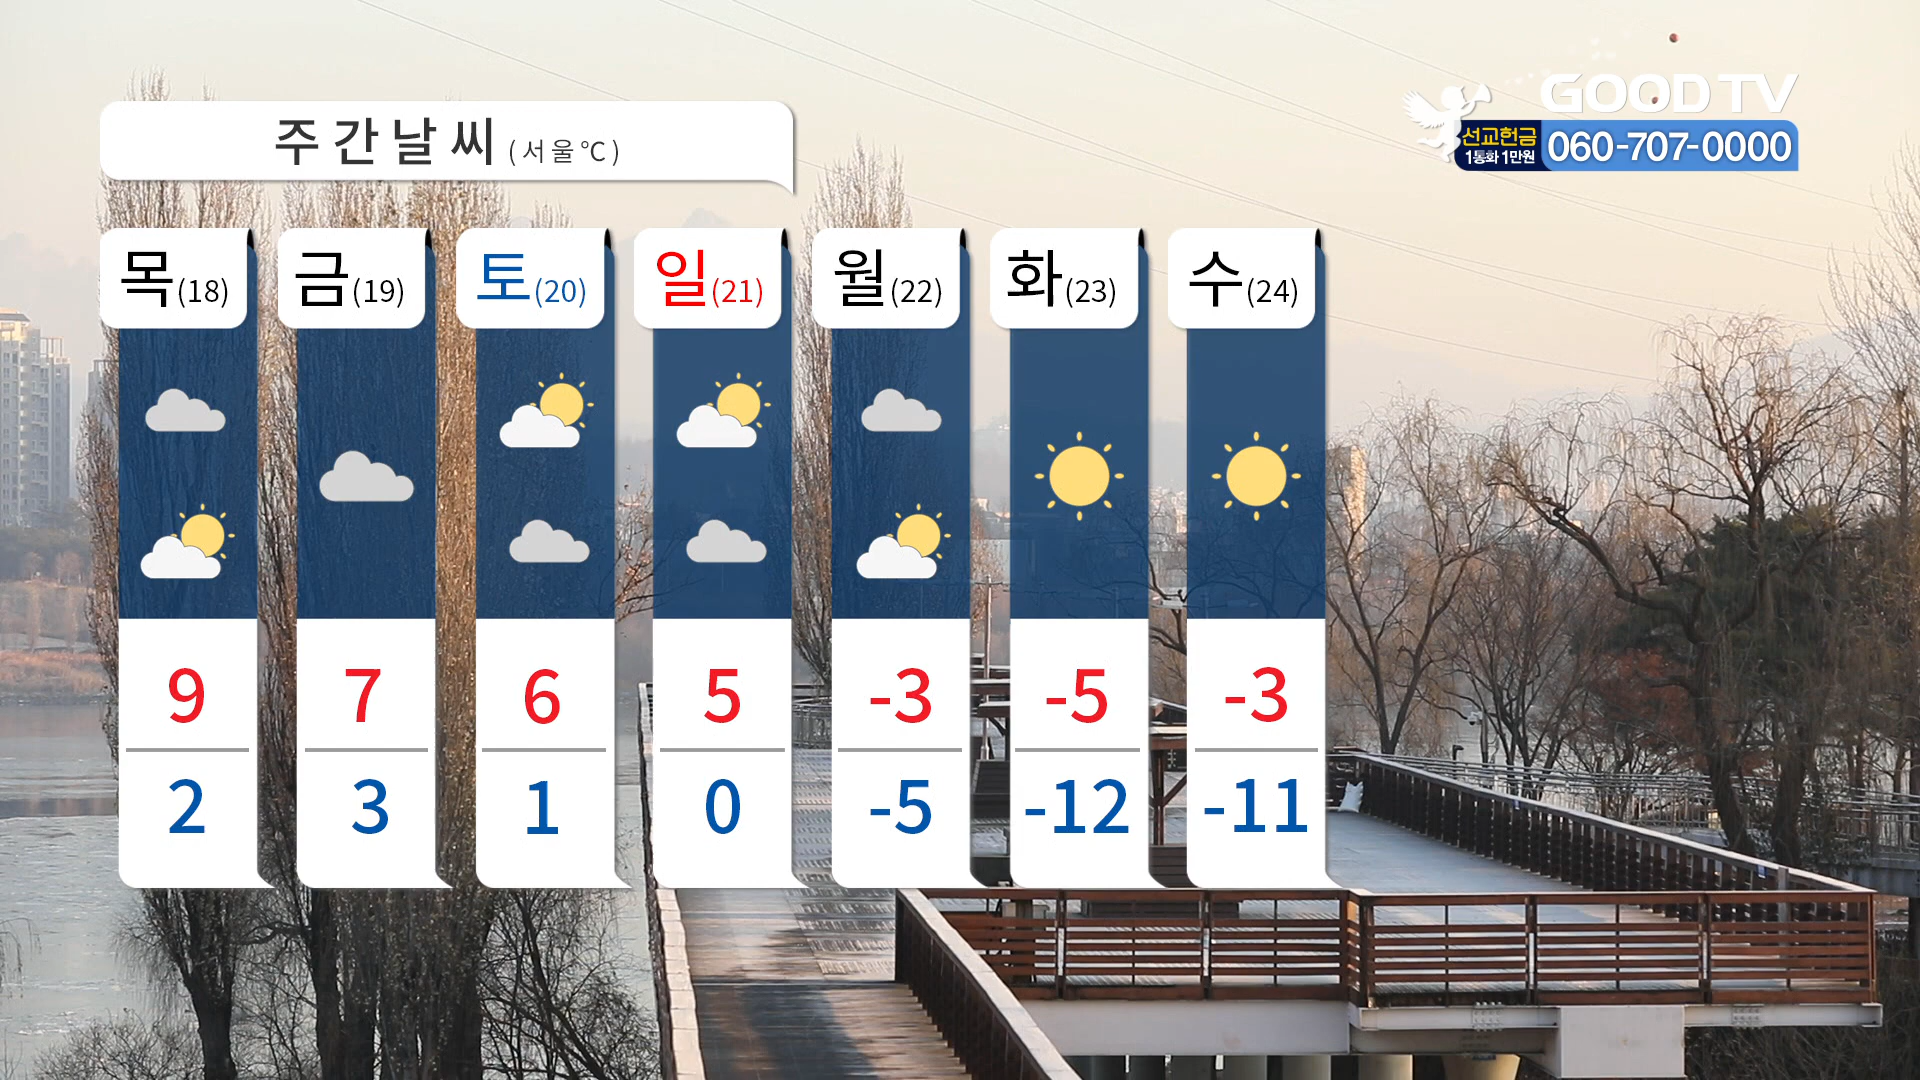 GOOD TV
선교헌금
1통화 1만원
060-707-0000
주간날씨 (서울℃)
목(18) 금(19) 토(20) 일(21) 월(22) 화(23) 수(24)
9 7 6 5 -3 -5 -3
2 3 1 0 -5 -12 -11